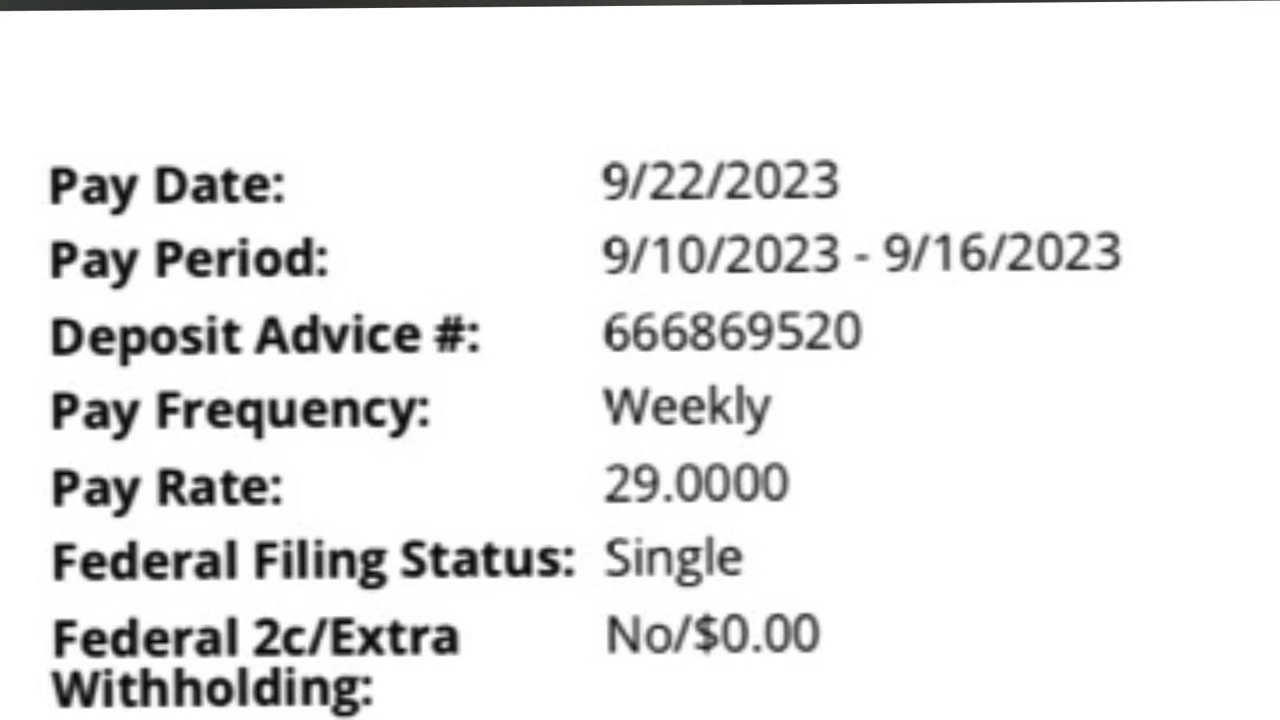 Pay Date: 9/22/2023
Pay Period: 9/10/2023 - 9/16/2023
Deposit Advice #: 666869520
Pay Frequency: Weekly
Pay Rate: 29.0000
Federal Filing Status: Single
Federal 2c/Extra No/$0.00
Withholding: